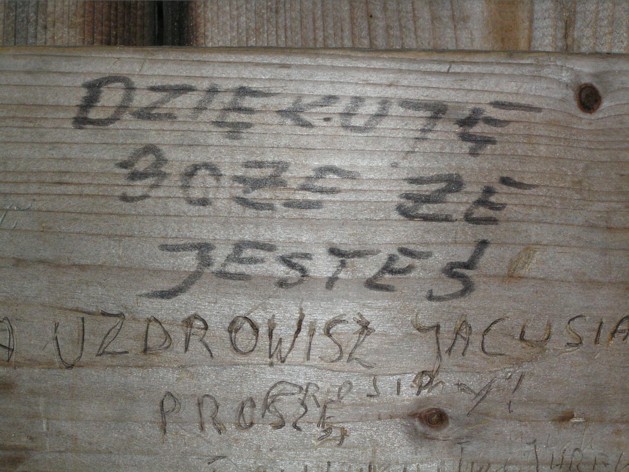 DZIĘKUJĘ
BOŻE ŻE
JESTEŚ
A UZDROWISZ JACUSIA
PROSIMY!
PROSZĘ